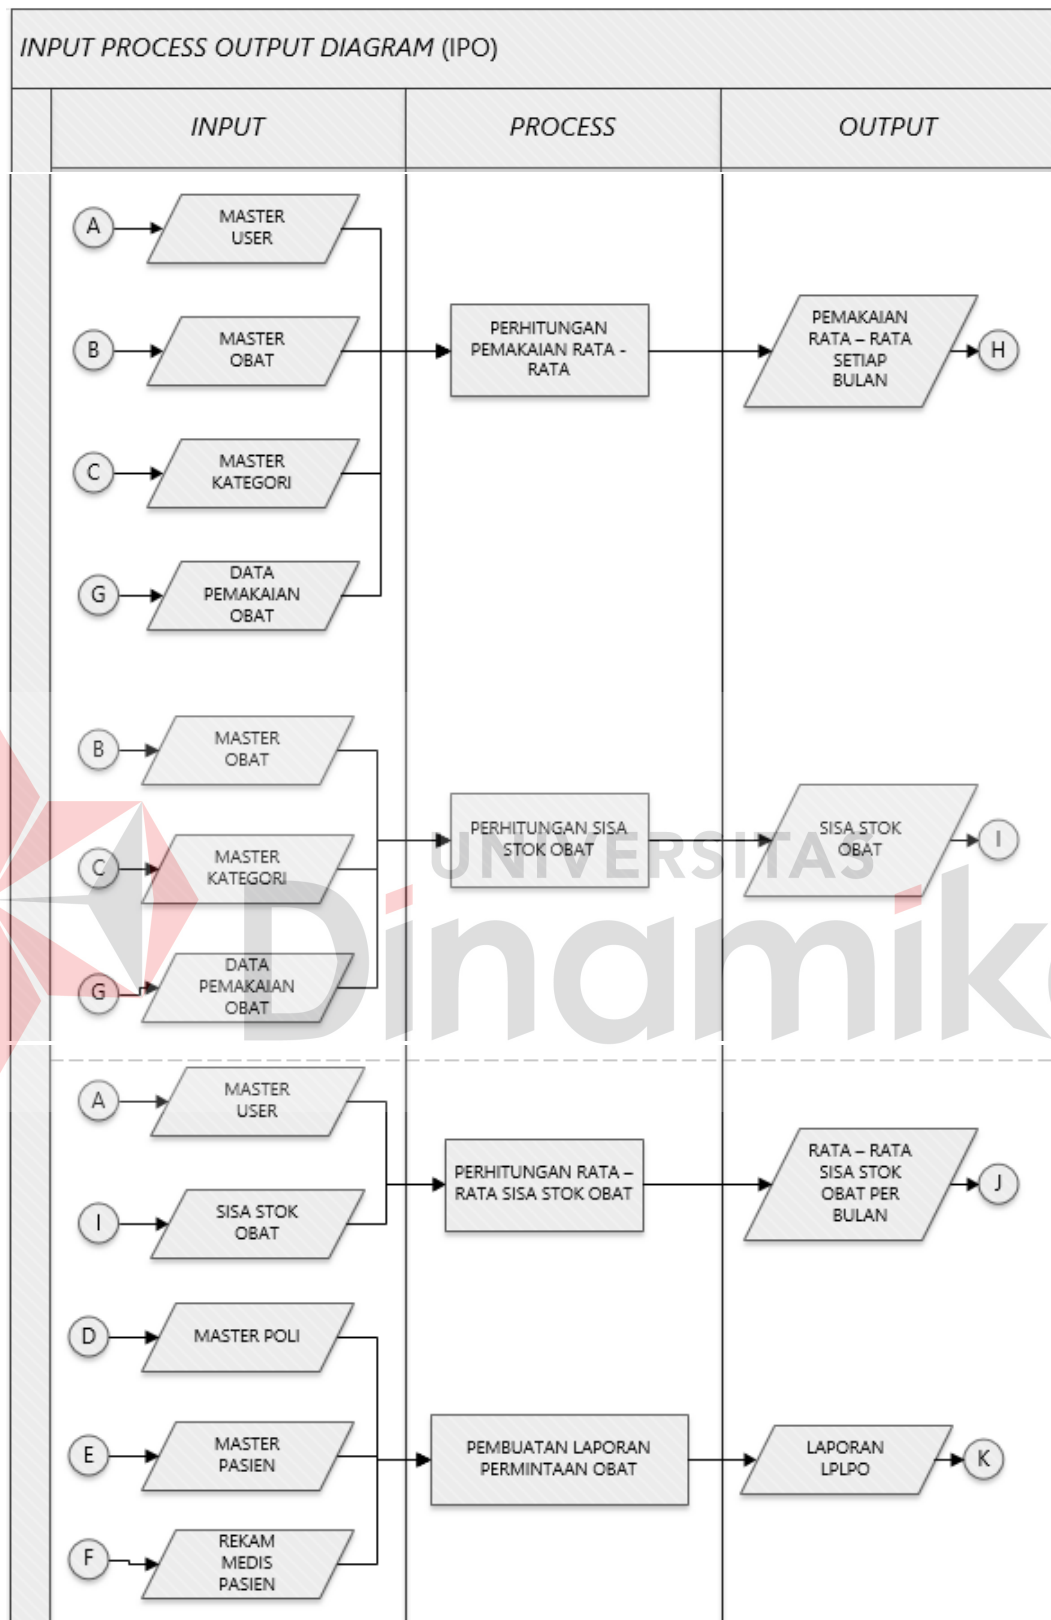 INPUT PROCESS OUTPUT DIAGRAM (IPO)
INPUT
PROCESS
OUTPUT
A
MASTER
USER
B
MASTER
OBAT
C
MASTER
KATEGORI
G
DATA
PEMAKAIAN
OBAT
PERHITUNGAN
PEMAKAIAN RATA -
RATA
PEMAKAIAN
RATA – RATA
SETIAP
BULAN
H
B
MASTER
OBAT
C
MASTER
KATEGORI
G
DATA
PEMAKAIAN
OBAT
PERHITUNGAN SISA
STOK OBAT
SISA STOK
OBAT
I
UNIVERSITAS
Dinamika
A
MASTER
USER
I
SISA STOK
OBAT
PERHITUNGAN RATA –
RATA SISA STOK OBAT
RATA – RATA
SISA STOK
OBAT PER
BULAN
J
D
MASTER POLI
E
MASTER
PASIEN
F
REKAM
MEDIS
PASIEN
PEMBUATAN LAPORAN
PERMINTAAN OBAT
LAPORAN
LPLPO
K